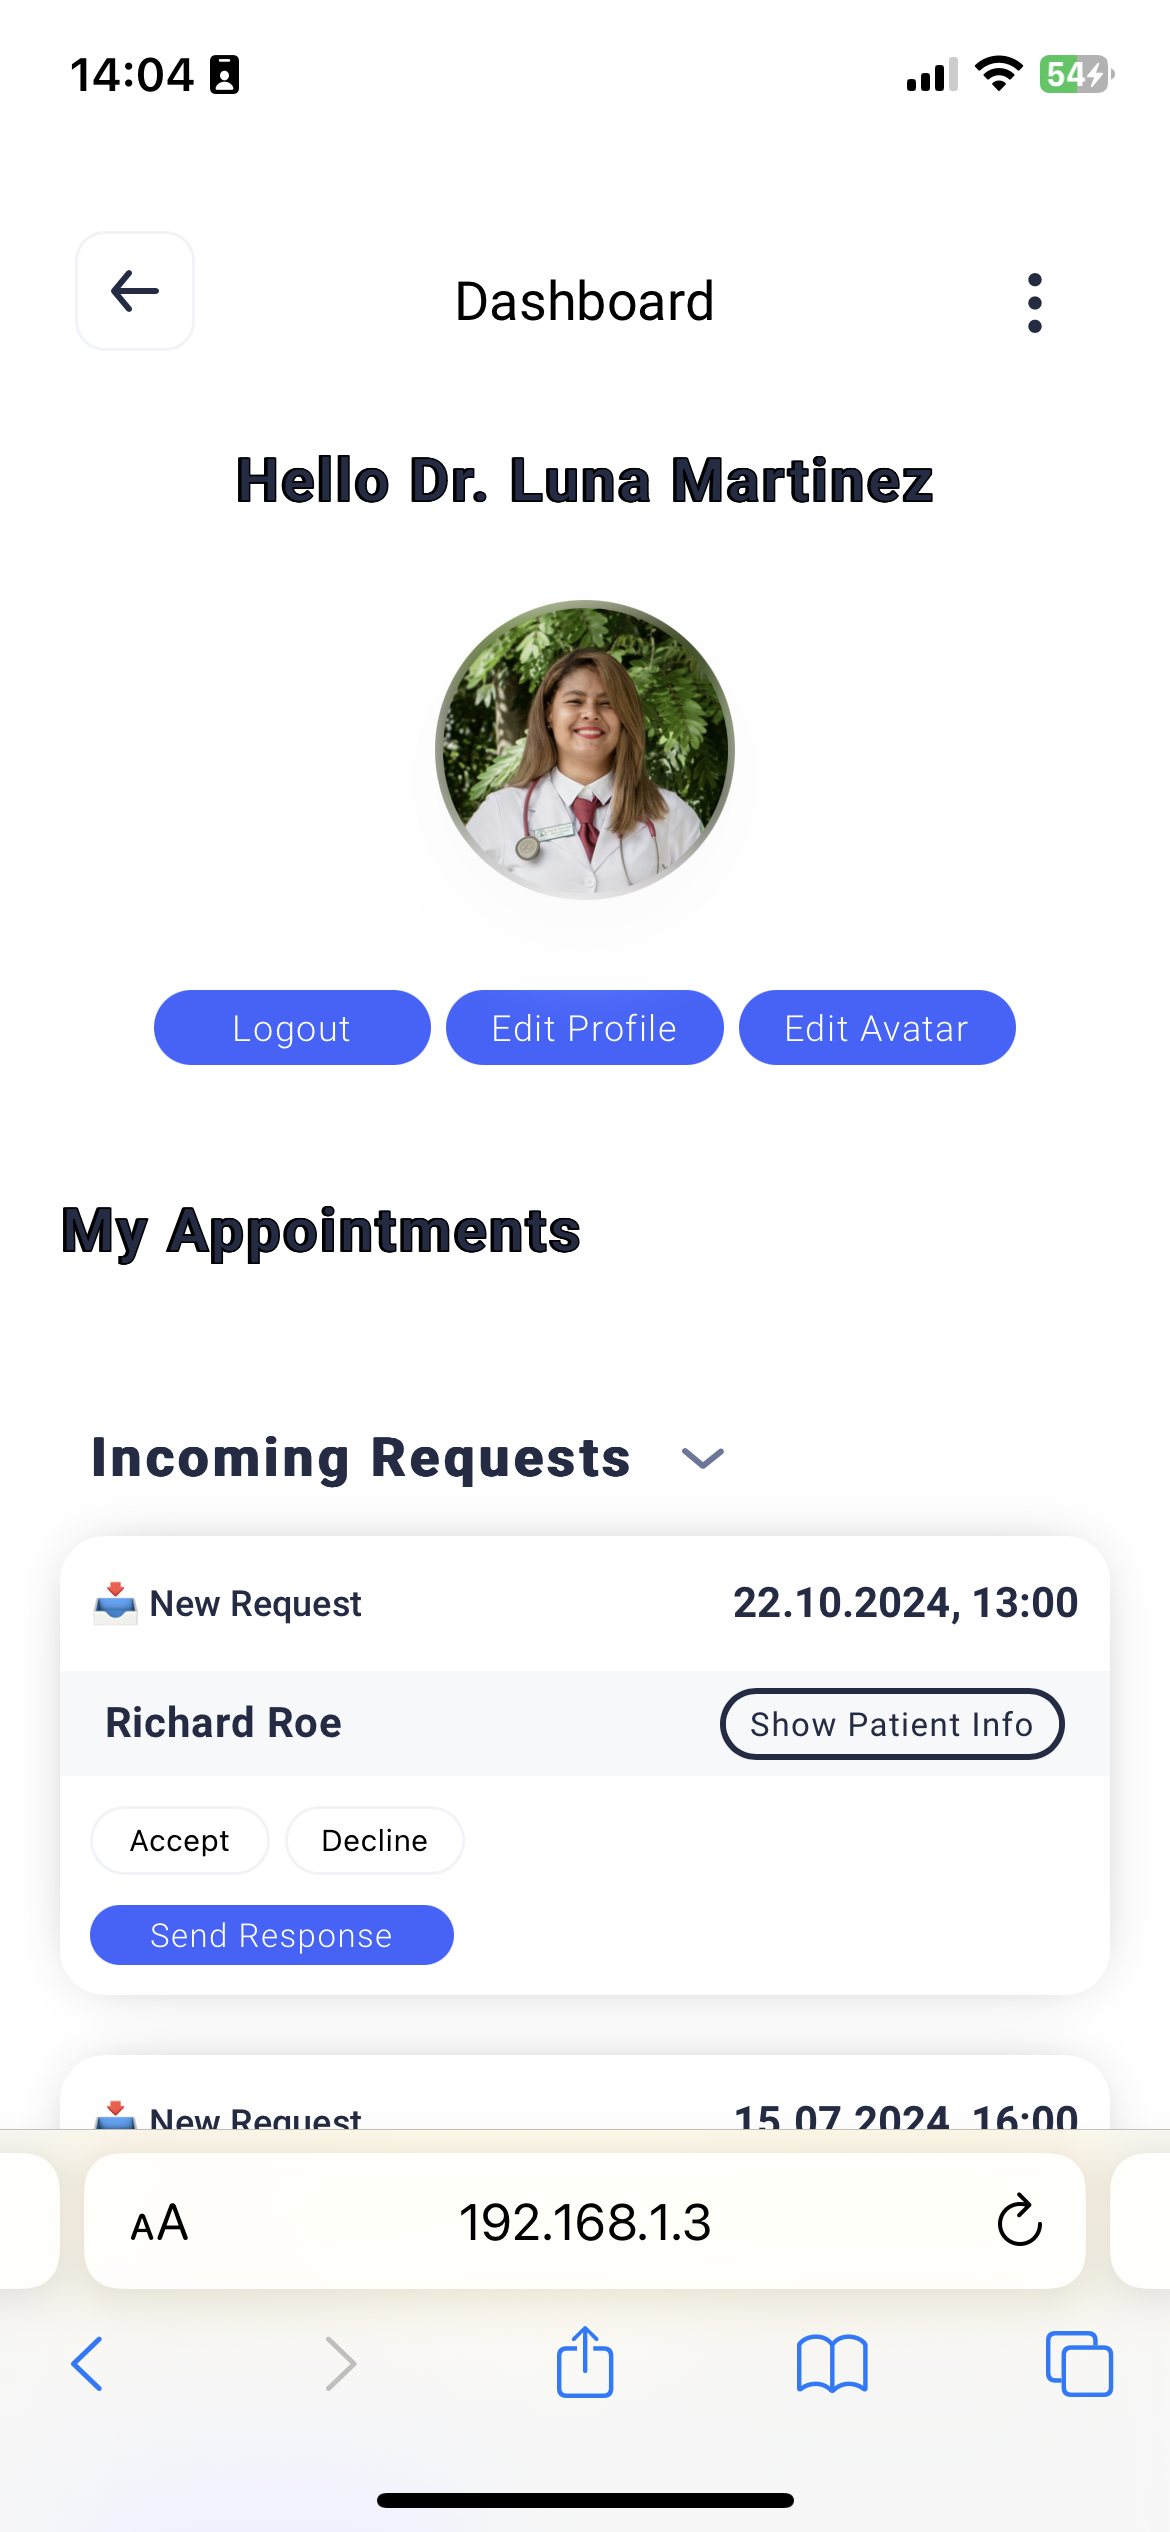 14:04
54
Dashboard
Hello Dr. Luna Martinez
Logout Edit Profile Edit Avatar
My Appointments
Incoming Requests
New Request 22.10.2024, 13:00
Richard Roe Show Patient Info
Accept Decline
Send Response
New Request 15.07.2024, 16:00
AA 192.168.1.3